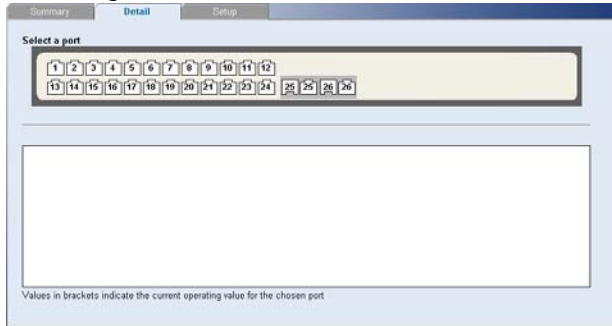 Summary Detail Setup
Select a port
1 2 3 4 5 6 7 8 9 10 11 12
13 14 15 16 17 18 19 20 21 22 23 24 25 25 26 26
Values in brackets indicate the current operating value for the chosen port